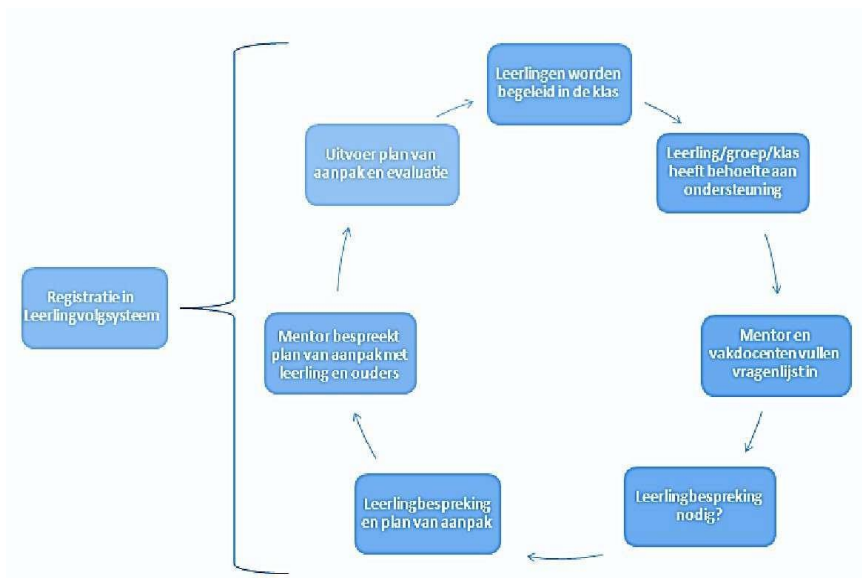 Leerlingen worden
begeleid in de klas
Leerling/groep/klas
heeft behoefte aan
ondersteuning
Mentor en
vakdocenten vullen
vragenlijst in
Leerlingbespreking
nodig?
Leerlingbespreking
en plan van aanpak
Mentor bespreekt
plan van aanpak met
leerling en ouders
Uitvoer plan van
aanpak en evaluatie
Registratie in
Leerlingvolgsysteem